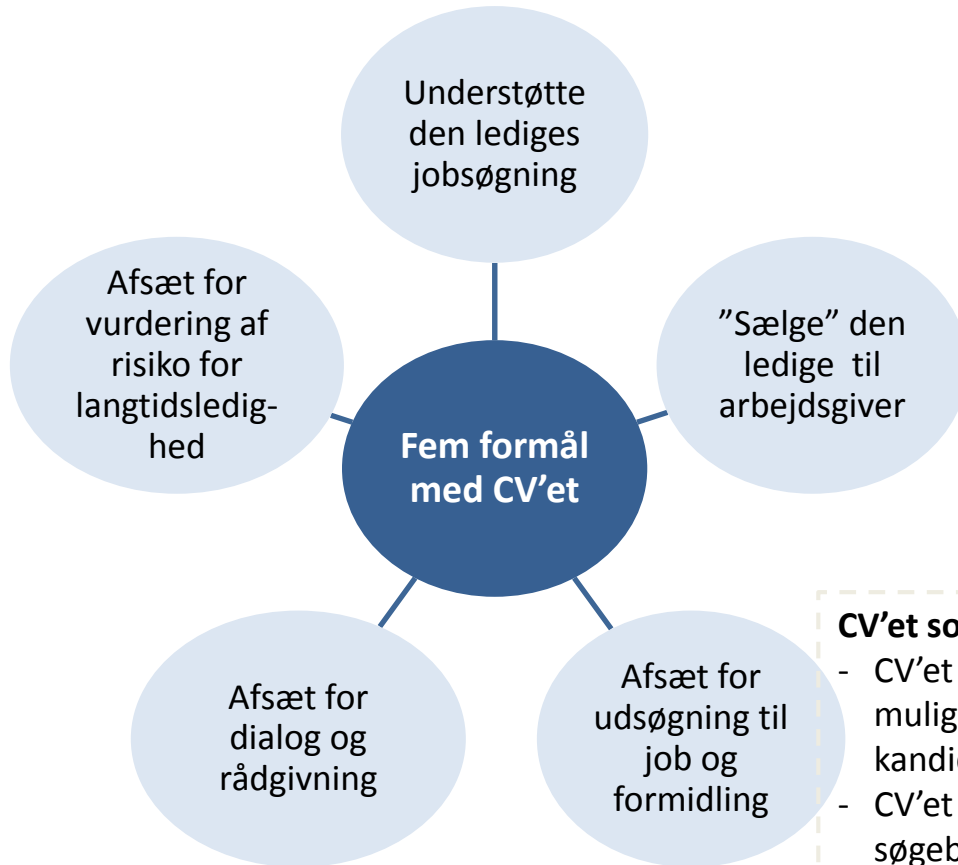 Understøtte
den lediges
jobsøgning
”Sælge” den
ledige til
arbejdsgiver
Afsæt for
udsøgning til
job og
formidling
Afsæt for
dialog og
rådgivning
Afsæt for
vurdering af
risiko for
langtidsledig-
hed
Fem formål
med CV’et
CV’et
- CV’et
- CV’et